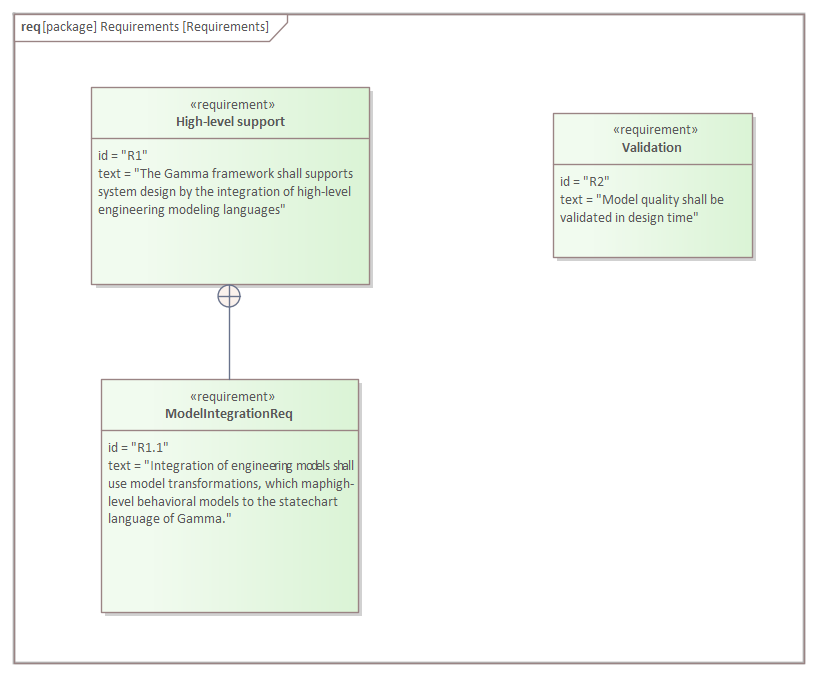 req [package] Requirements [Requirements]
«requirement»
High-level support
id = "R1"
text = "The Gamma framework shall supports
system design by the integration of high-level
engineering modeling languages"
«requirement»
Validation
id = "R2"
text = "Model quality shall be
validated in design time"
«requirement»
ModelIntegrationReq
id = "R1.1"
text = "Integration of engineering models shall
use model transformations, which maphigh-
level behavioral models to the statechart
language of Gamma."